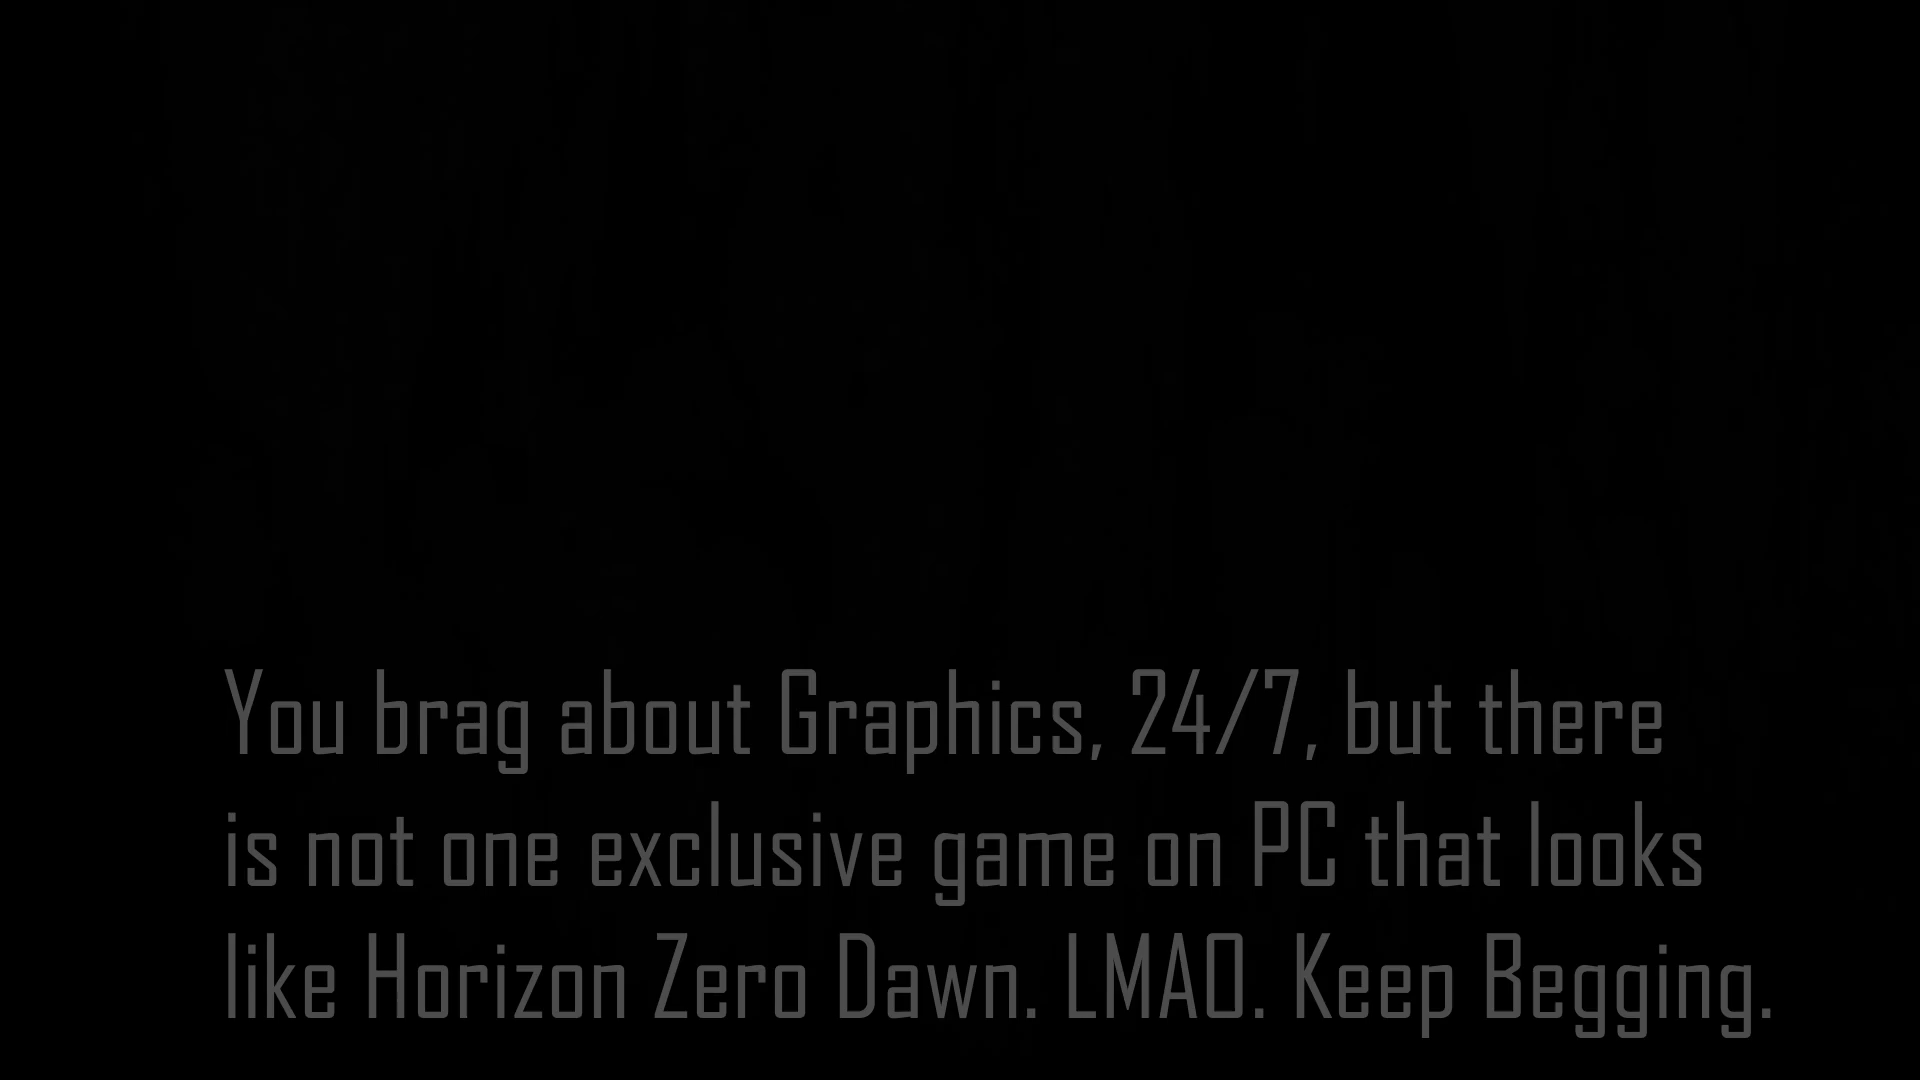 You brag about Graphics, 24/7, but there
is not one exclusive game on PC that looks
like Horizon Zero Dawn. LMAO. Keep Begging.